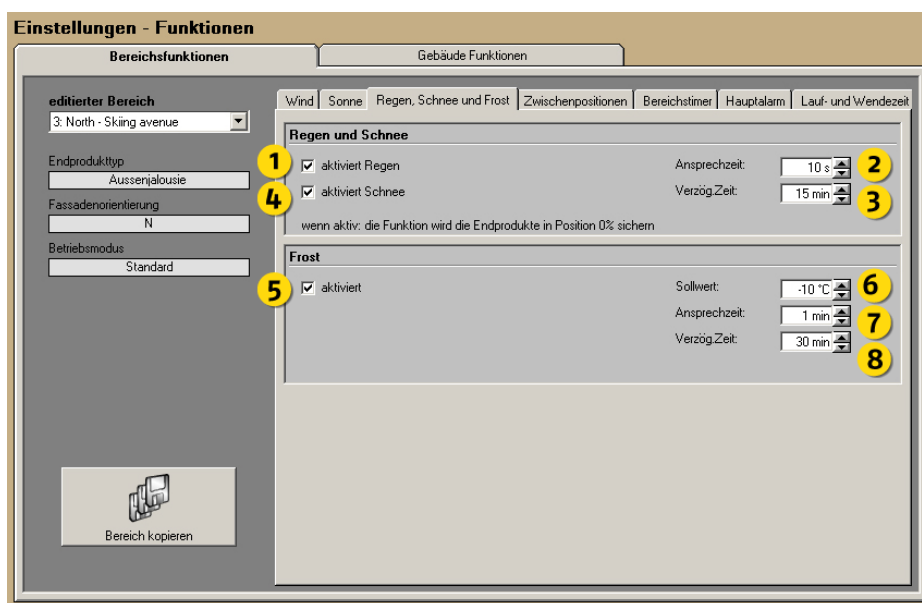 Einstellungen - Funktionen
Bereichsfunktionen
Gebäude Funktionen
editierter Bereich
3: North - Skiing avenue
Endprodukttyp
Aussenjalousie
Fassadenorientierung
N
Betriebsmodus
Standard
Bereich kopieren
Wind
Sonne
Regen, Schnee und Frost
Zwischenpositionen
Bereichstimer
Hauptalarm
Lauf- und Wendezeit
Regen und Schnee
1 aktiviert Regen
Ansprechzeit: 10 s 2
4 aktiviert Schnee
Verzög.Zeit: 15 min 3
wenn aktiv: die Funktion wird die Endprodukte in Position 0% sichern
Frost
5 aktiviert
Sollwert: -10 °C 6
Ansprechzeit: 1 min 7
Verzög.Zeit: 30 min 8